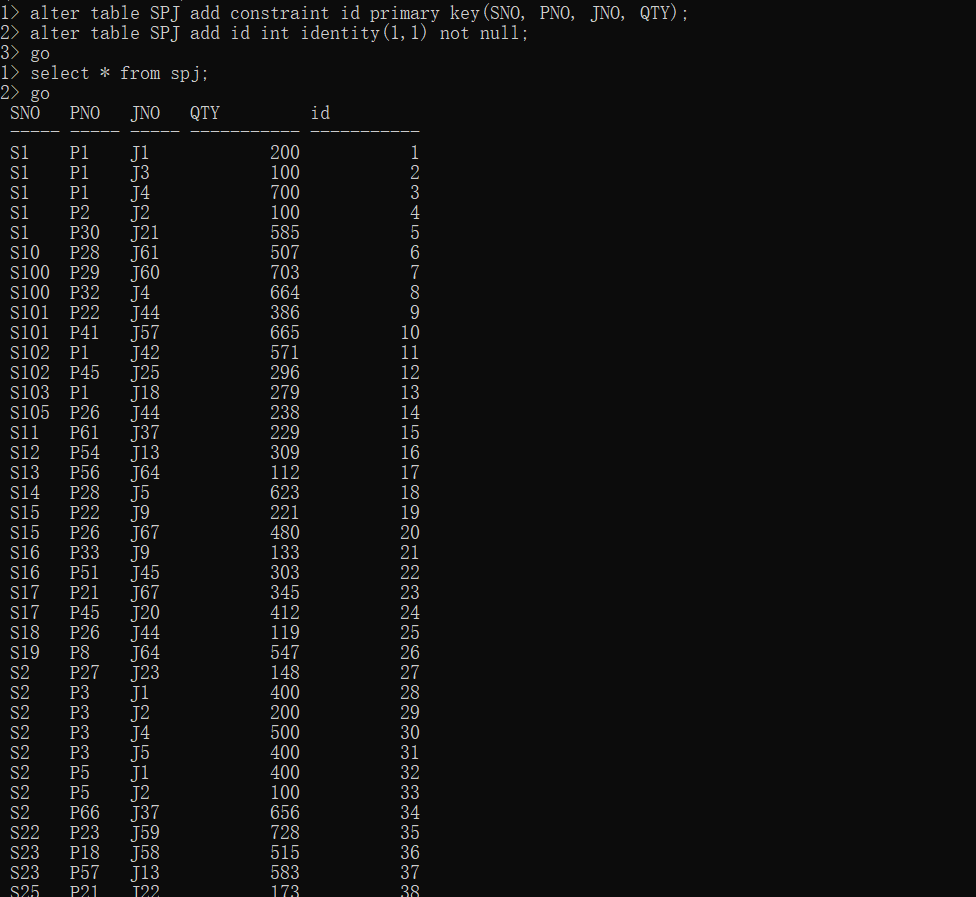 1> alter table SPJ add constraint id primary key(SNO, PNO, JNO, QTY);
2> alter table SPJ add id int identity(1,1) not null;
3> go
1> select * from spj;
2> go
SNO PNO JNO QTY id
----- ----- ----- ----------- -----------
S1 P1 J1 200 1
S1 P1 J3 100 2
S1 P1 J4 700 3
S1 P2 J2 100 4
S1 P30 J21 585 5
S10 P28 J61 507 6
S100 P29 J60 703 7
S100 P32 J4 664 8
S101 P22 J44 386 9
S101 P41 J57 665 10
S102 P1 J42 571 11
S102 P45 J25 296 12
S103 P1 J18 279 13
S105 P26 J44 238 14
S11 P61 J37 229 15
S12 P54 J13 309 16
S13 P56 J64 112 17
S14 P28 J5 623 18
S15 P22 J9 221 19
S15 P26 J67 480 20
S16 P33 J9 133 21
S16 P51 J45 303 22
S17 P21 J67 345 23
S17 P45 J20 412 24
S18 P26 J44 119 25
S19 P8 J64 547 26
S2 P27 J23 148 27
S2 P3 J1 400 28
S2 P3 J2 200 29
S2 P3 J4 500 30
S2 P3 J5 400 31
S2 P5 J1 400 32
S2 P5 J2 100 33
S2 P66 J37 656 34
S22 P23 J59 728 35
S23 P18 J58 515 36
S23 P57 J13 583 37
S25 P21 J22 173 38